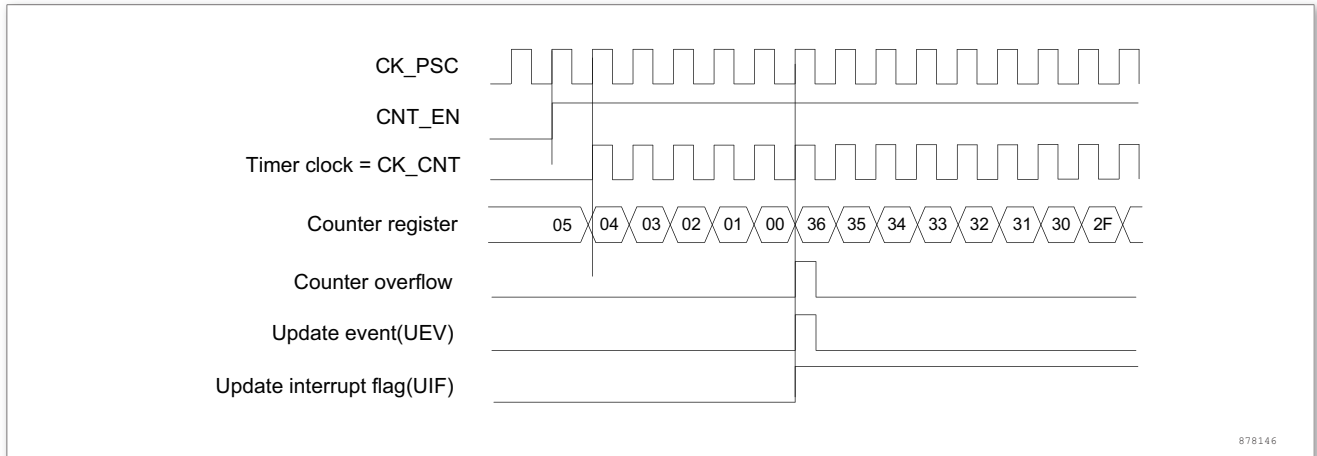 CK_PSC
CNT_EN
Timer clock = CK_CNT
Counter register 05 04 03 02 01 00 36 35 34 33 32 31 30 2F
Counter overflow
Update event(UEV)
Update interrupt flag(UIF)
878146